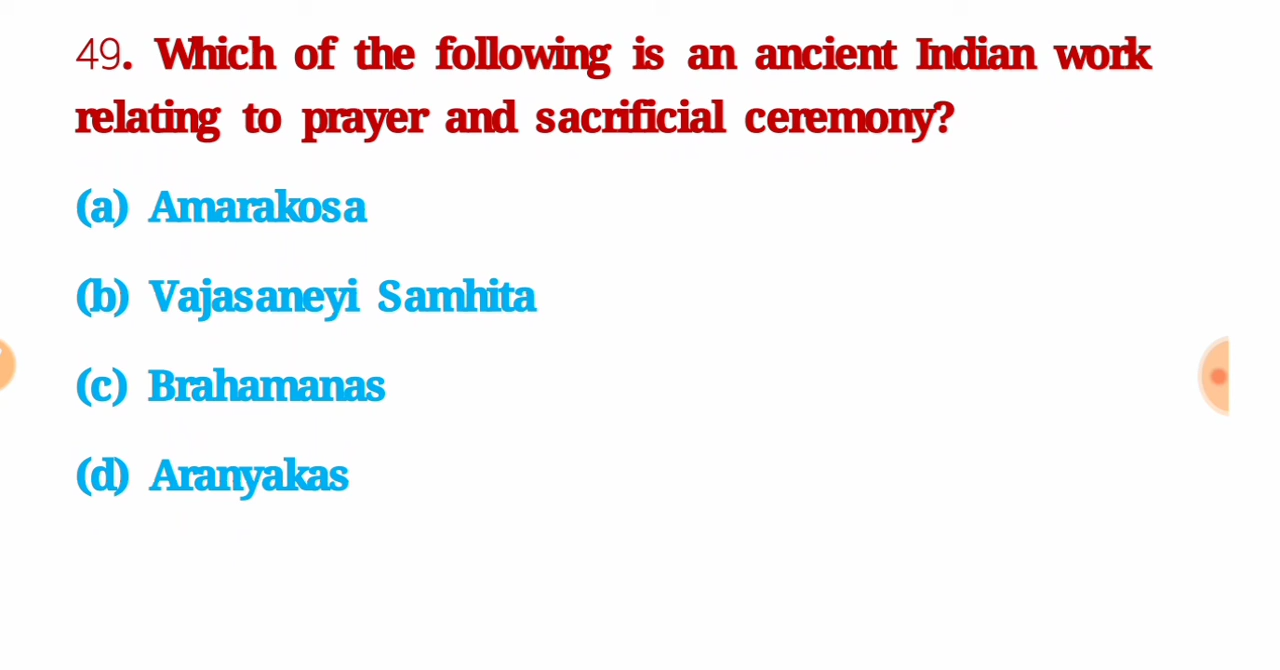 49. Which of the following is an ancient Indian work
relating to prayer and sacrificial ceremony?
(a) Amarakosa
(b) Vajasaneyi Samhita
(c) Brahamanas
(d) Aranyakas